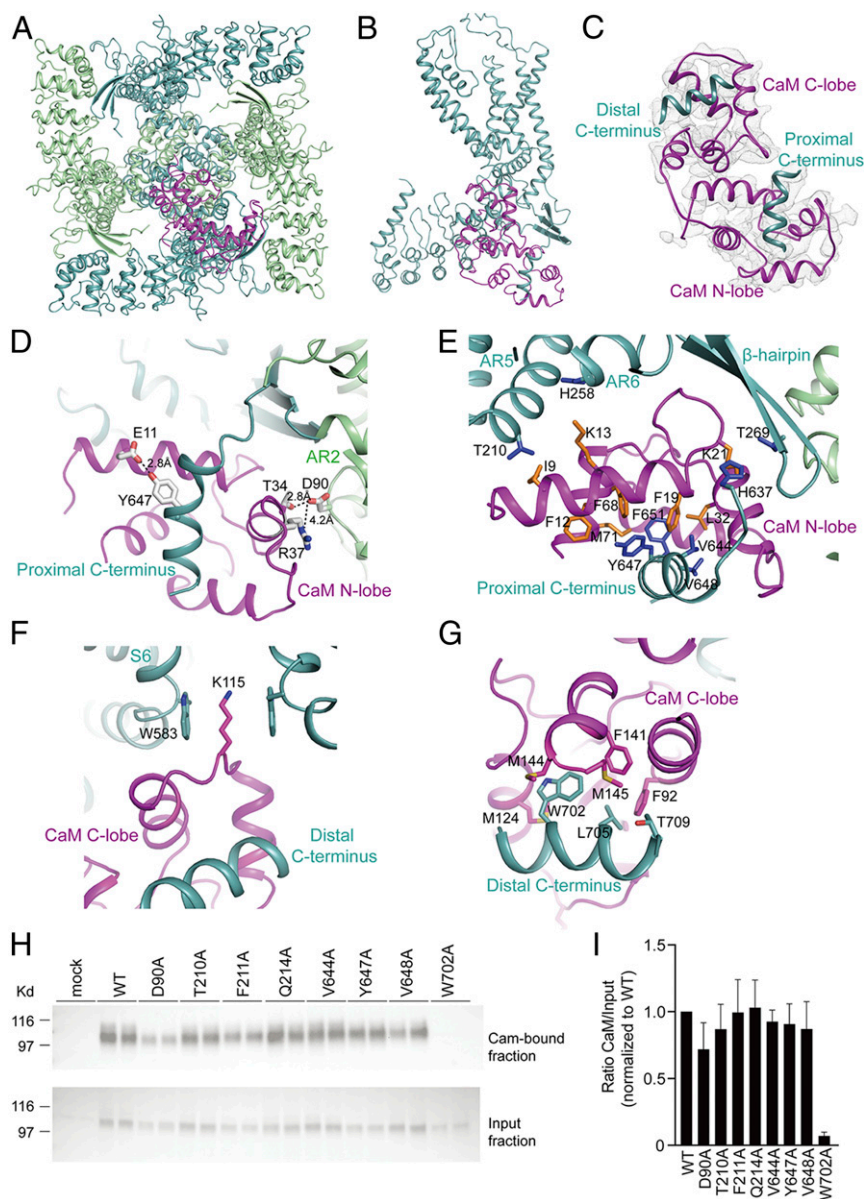 A
B
C
CaM C-lobe
Distal
C-terminus
Proximal
C-terminus
CaM N-lobe
D
E11
2.8Å
Y647
T34
2.8Å
D90
4.2Å
R37
AR2
Proximal C-terminus
CaM N-lobe
E
AR5
AR6
β-hairpin
H258
T210
K13
I9
T269
K21
H637
F68
F19
F651
L32
F12
M71
CaM N-lobe
V644
Y647
V648
Proximal C-terminus
F
S6
K115
W583
CaM C-lobe
Distal
C-terminus
G
CaM C-lobe
F141
M144
M145
F92
M124
W702
L705
T709
Distal C-terminus
H
Kd
mock
WT
D90A
T210A
F211A
Q214A
V644A
Y647A
V648A
W702A
116
97
Cam-bound
fraction
116
97
Input
fraction
I
Ratio CaM/Input
(normalized to WT)
1.5
1.0
0.5
0
WT
D90A
T210A
F211A
Q214A
V644A
Y647A
V648A
W702A